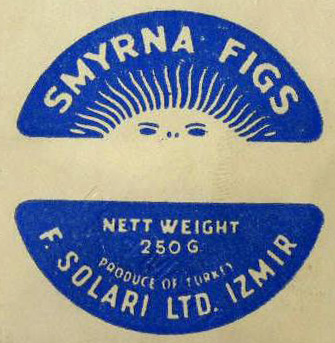 SMYRNA FIGS
NETT WEIGHT
250 G
PRODUCE OF TURKEY
F. SOLARI LTD. IZMIR